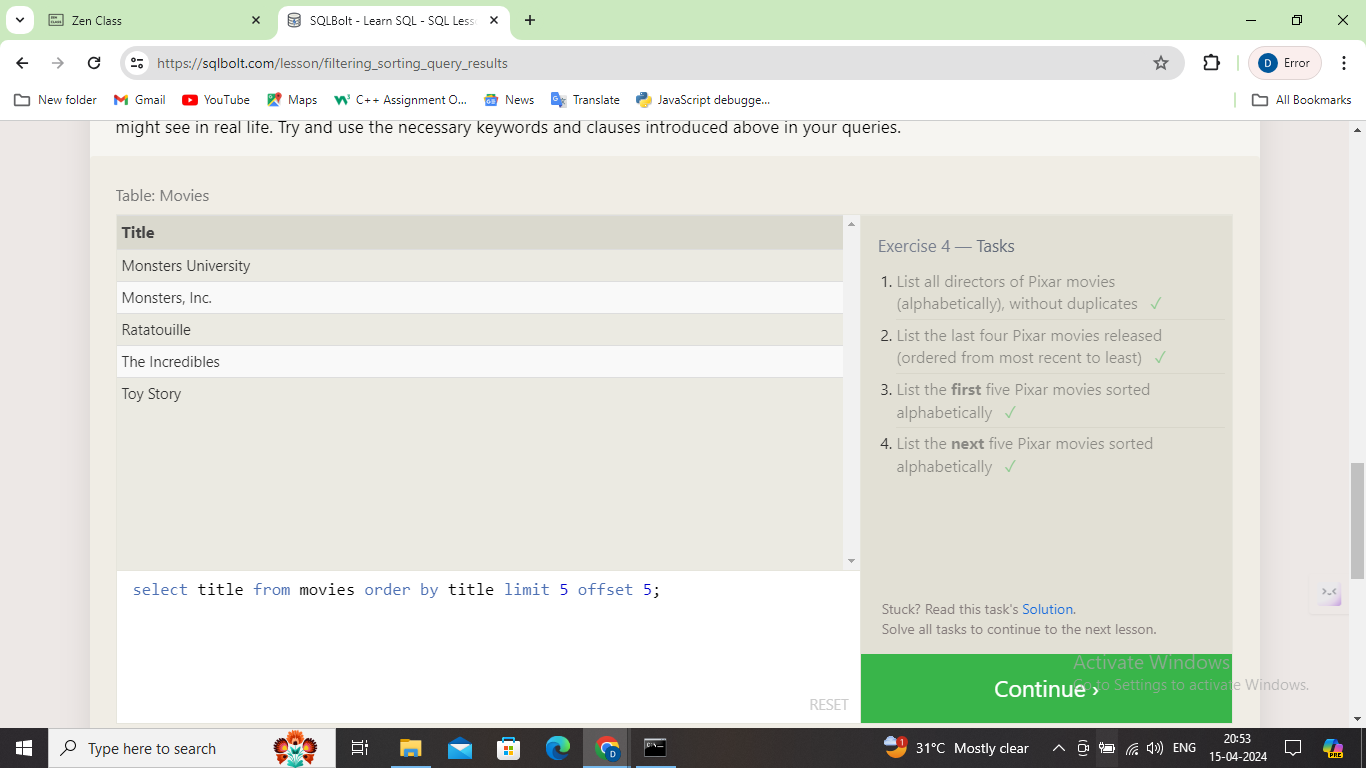 Zen Class
SQLBolt - Learn SQL - SQL Less
https://sqlbolt.com/lesson/filtering_sorting_query_results
D Error
New folder
Gmail
YouTube
Maps
C++ Assignment O...
News
Translate
JavaScript debugge...
All Bookmarks
might see in real life. Try and use the necessary keywords and clauses introduced above in your queries.
Table: Movies
Title
Monsters University
Monsters, Inc.
Ratatouille
The Incredibles
Toy Story
select title from movies order by title limit 5 offset 5;
RESET
Exercise 4 — Tasks
1. List all directors of Pixar movies
(alphabetically), without duplicates ✓
2. List the last four Pixar movies released
(ordered from most recent to least) ✓
3. List the first five Pixar movies sorted
alphabetically ✓
4. List the next five Pixar movies sorted
alphabetically ✓
Stuck? Read this task's Solution.
Solve all tasks to continue to the next lesson.
Continue ›
Activate Windows
Go to Settings to activate Windows.
Type here to search
D
1
31°C Mostly clear
ENG
20:53
15-04-2024
PRE